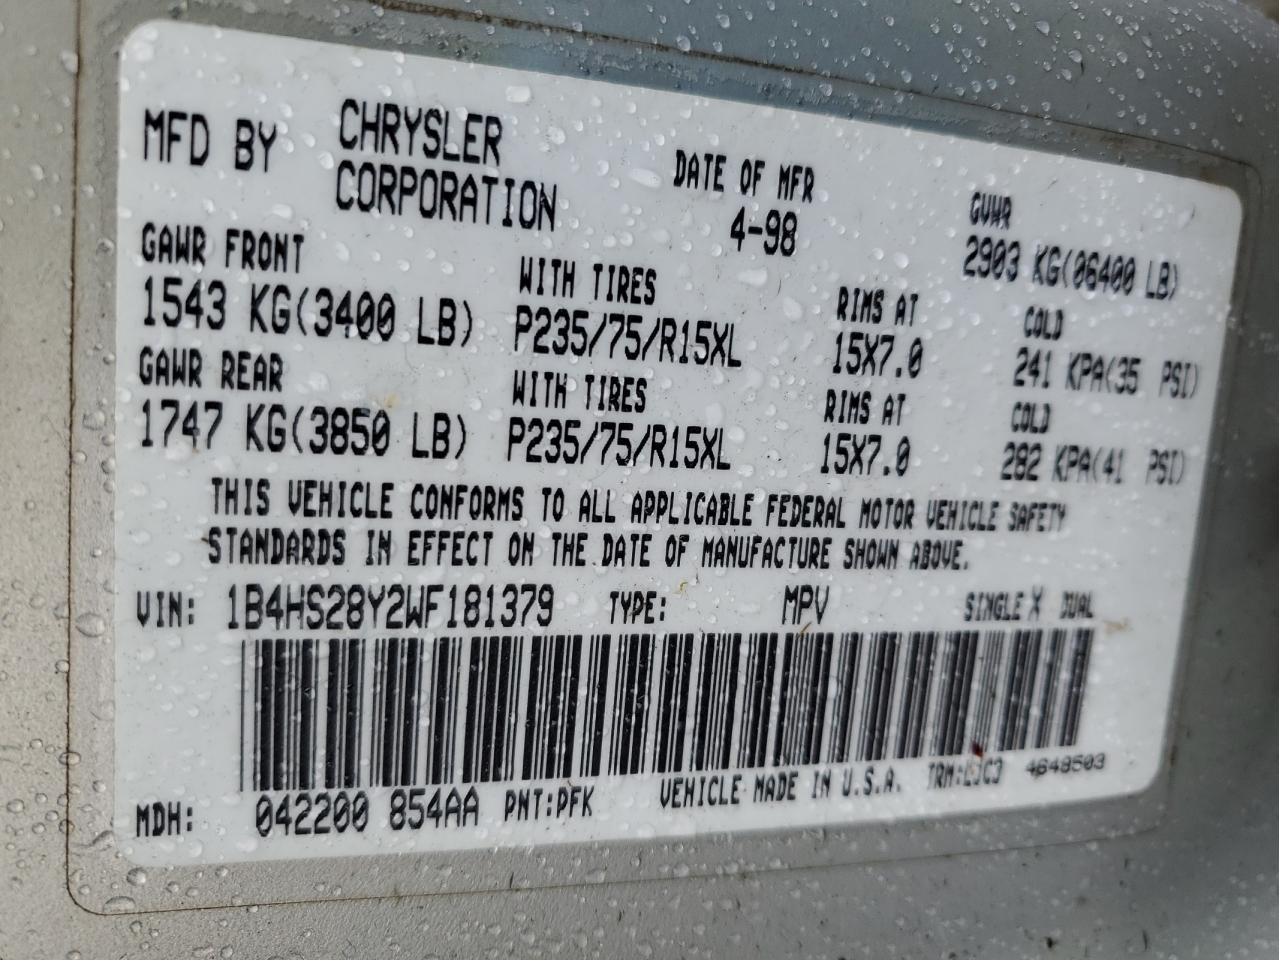 MFD BY CHRYSLER CORPORATION
DATE OF MFR 4-98
GVWR 2903 KG(06400 LB)
GAWR FRONT WITH TIRES RIMS AT COLD
1543 KG(3400 LB) P235/75/R15XL 15X7.0 241 KPA(35 PSI)
GAWR REAR WITH TIRES RIMS AT COLD
1747 KG(3850 LB) P235/75/R15XL 15X7.0 282 KPA(41 PSI)
THIS VEHICLE CONFORMS TO ALL APPLICABLE FEDERAL MOTOR VEHICLE SAFETY
STANDARDS IN EFFECT ON THE DATE OF MANUFACTURE SHOWN ABOVE.
VIN: 1B4HS28Y2WF181379 TYPE: MPV SINGLE X DUAL
MDH: 042200 854AA PNT:PFK VEHICLE MADE IN U.S.A. TRM: 4648503